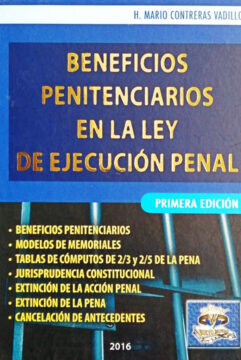 H. MARIO CONTRERAS VADILLO
BENEFICIOS
PENITENCIARIOS
EN LA LEY
DE EJECUCIÓN PENAL
PRIMERA EDICIÓN
• BENEFICIOS PENITENCIARIOS
• MODELOS DE MEMORIALES
• TABLAS DE CÓMPUTOS DE 2/3 y 2/5 DE LA PENA
• JURISPRUDENCIA CONSTITUCIONAL
• EXTINCIÓN DE LA ACCIÓN PENAL
• EXTINCIÓN DE LA PENA
• CANCELACIÓN DE ANTECEDENTES
2016